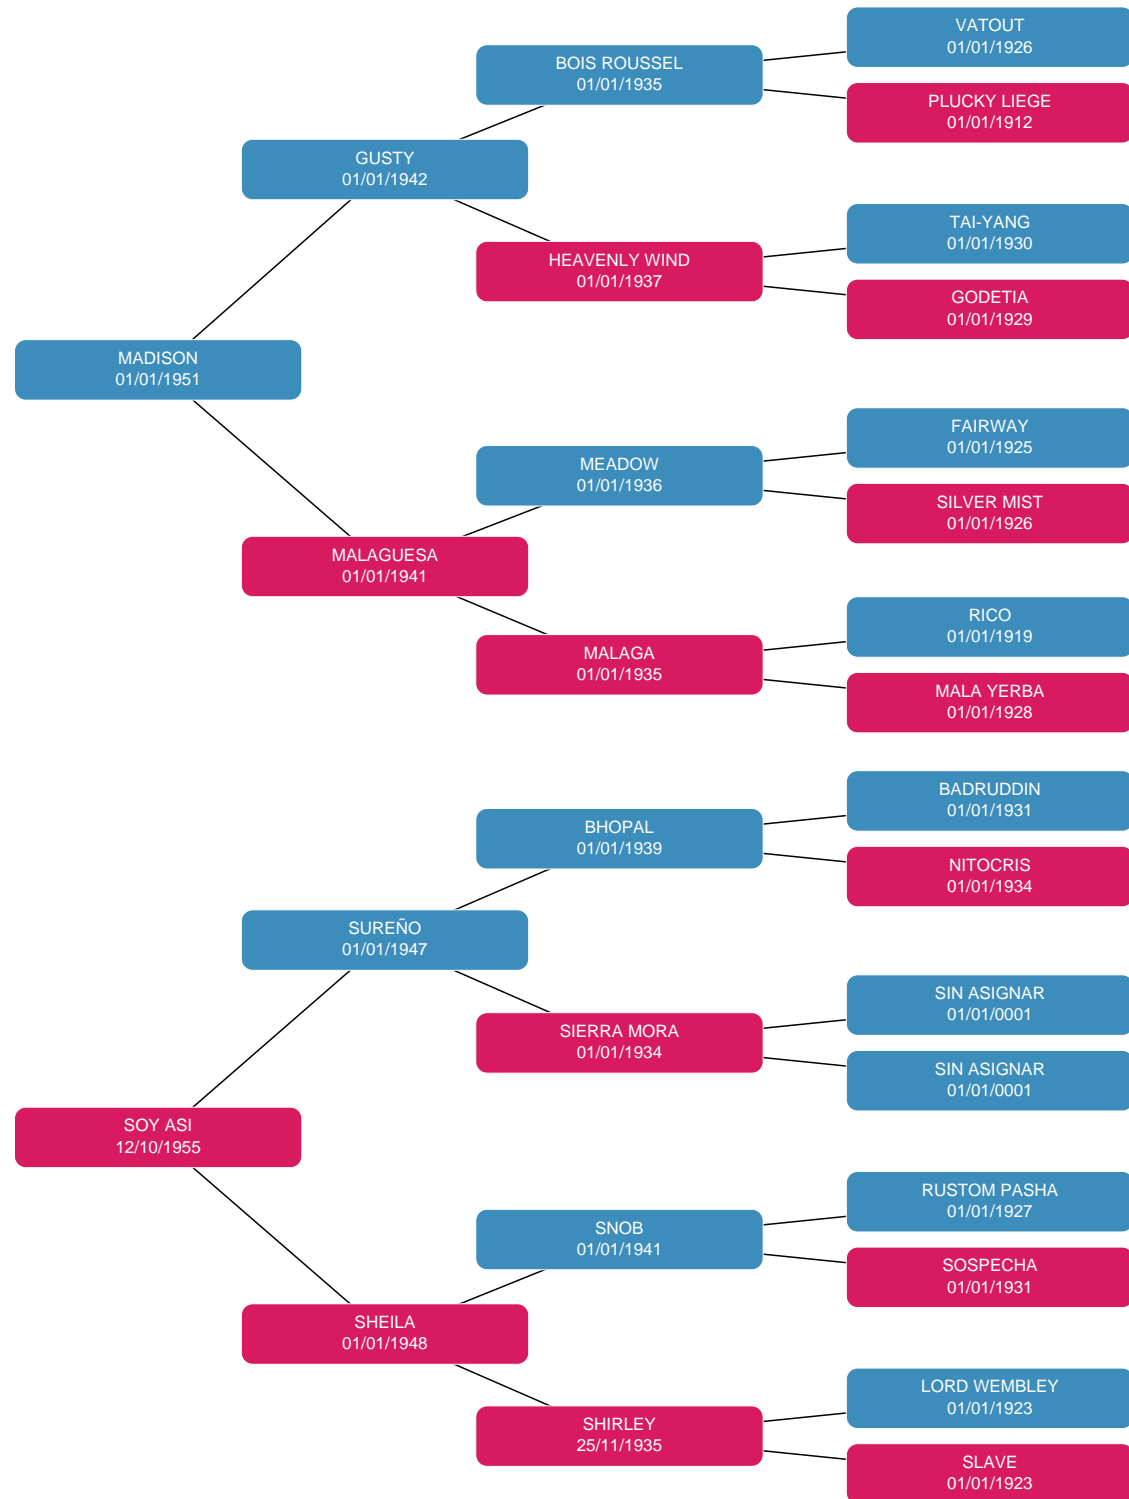 VATOUT
01/01/1926
BOIS ROUSSEL
01/01/1935
PLUCKY LIEGE
01/01/1912
GUSTY
01/01/1942
TAI-YANG
01/01/1930
HEAVENLY WIND
01/01/1937
GODETIA
01/01/1929
MADISON
01/01/1951
FAIRWAY
01/01/1925
MEADOW
01/01/1936
SILVER MIST
01/01/1926
MALAGUESA
01/01/1941
RICO
01/01/1919
MALAGA
01/01/1935
MALA YERBA
01/01/1928
BADRUDDIN
01/01/1931
BHOPAL
01/01/1939
NITOCRIS
01/01/1934
SUREÑO
01/01/1947
SIN ASIGNAR
01/01/0001
SIERRA MORA
01/01/1934
SIN ASIGNAR
01/01/0001
SOY ASI
12/10/1955
RUSTOM PASHA
01/01/1927
SNOB
01/01/1941
SOSPECHA
01/01/1931
SHEILA
01/01/1948
LORD WEMBLEY
01/01/1923
SHIRLEY
25/11/1935
SLAVE
01/01/1923